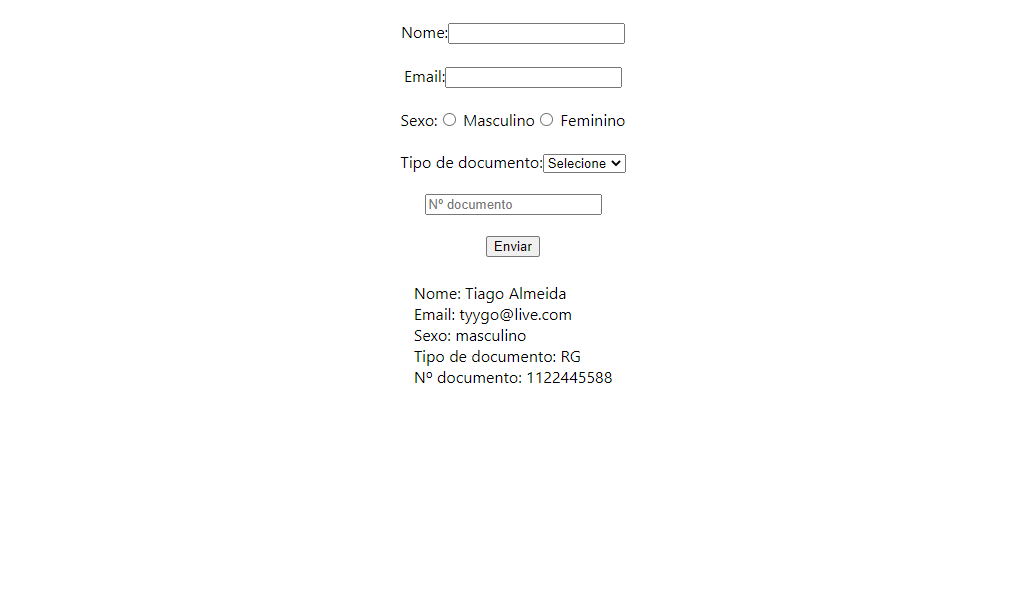 Nome:
Email:
Sexo: Masculino Feminino
Tipo de documento: Selecione
Nº documento
Enviar
Nome: Tiago Almeida
Email: tyygo@live.com
Sexo: masculino
Tipo de documento: RG
Nº documento: 1122445588